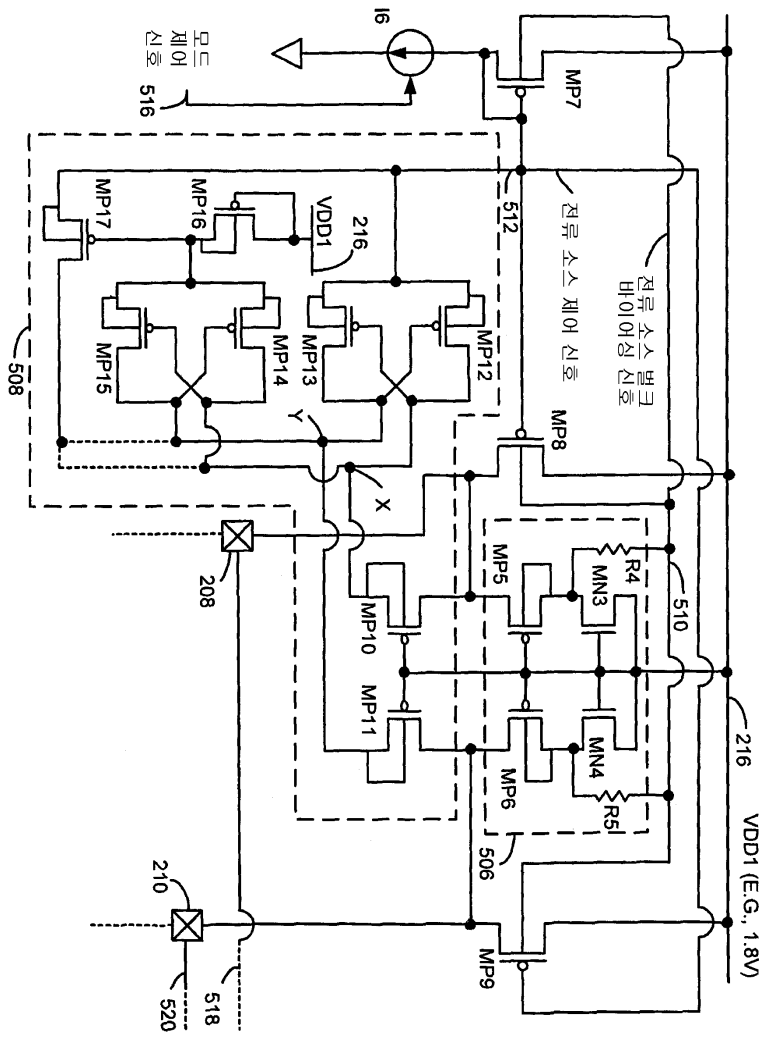 VDD1 (E.G., 1.8V)
216
전류 소스 벌크
바이어싱 신호
510
전류 소스 제어 신호
512
MP7
MP8
MP9
I6
모드
제어
신호
516
R4
MN3
MP5
MN4
R5
MP6
506
MP12
MP13
216
VDD1
MP14
MP15
MP16
MP17
508
X
Y
MP10
MP11
208
210
518
520